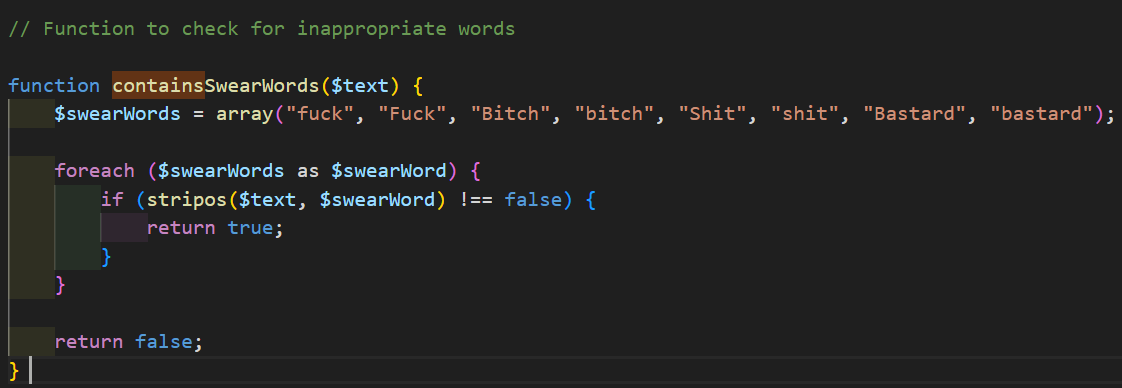 // Function to check for inappropriate words
function containsSwearWords($text) {
$swearWords = array("fuck", "Fuck", "Bitch", "bitch", "Shit", "shit", "Bastard", "bastard");
foreach ($swearWords as $swearWord) {
if (stripos($text, $swearWord) !== false) {
return true;
}
}
return false;
}